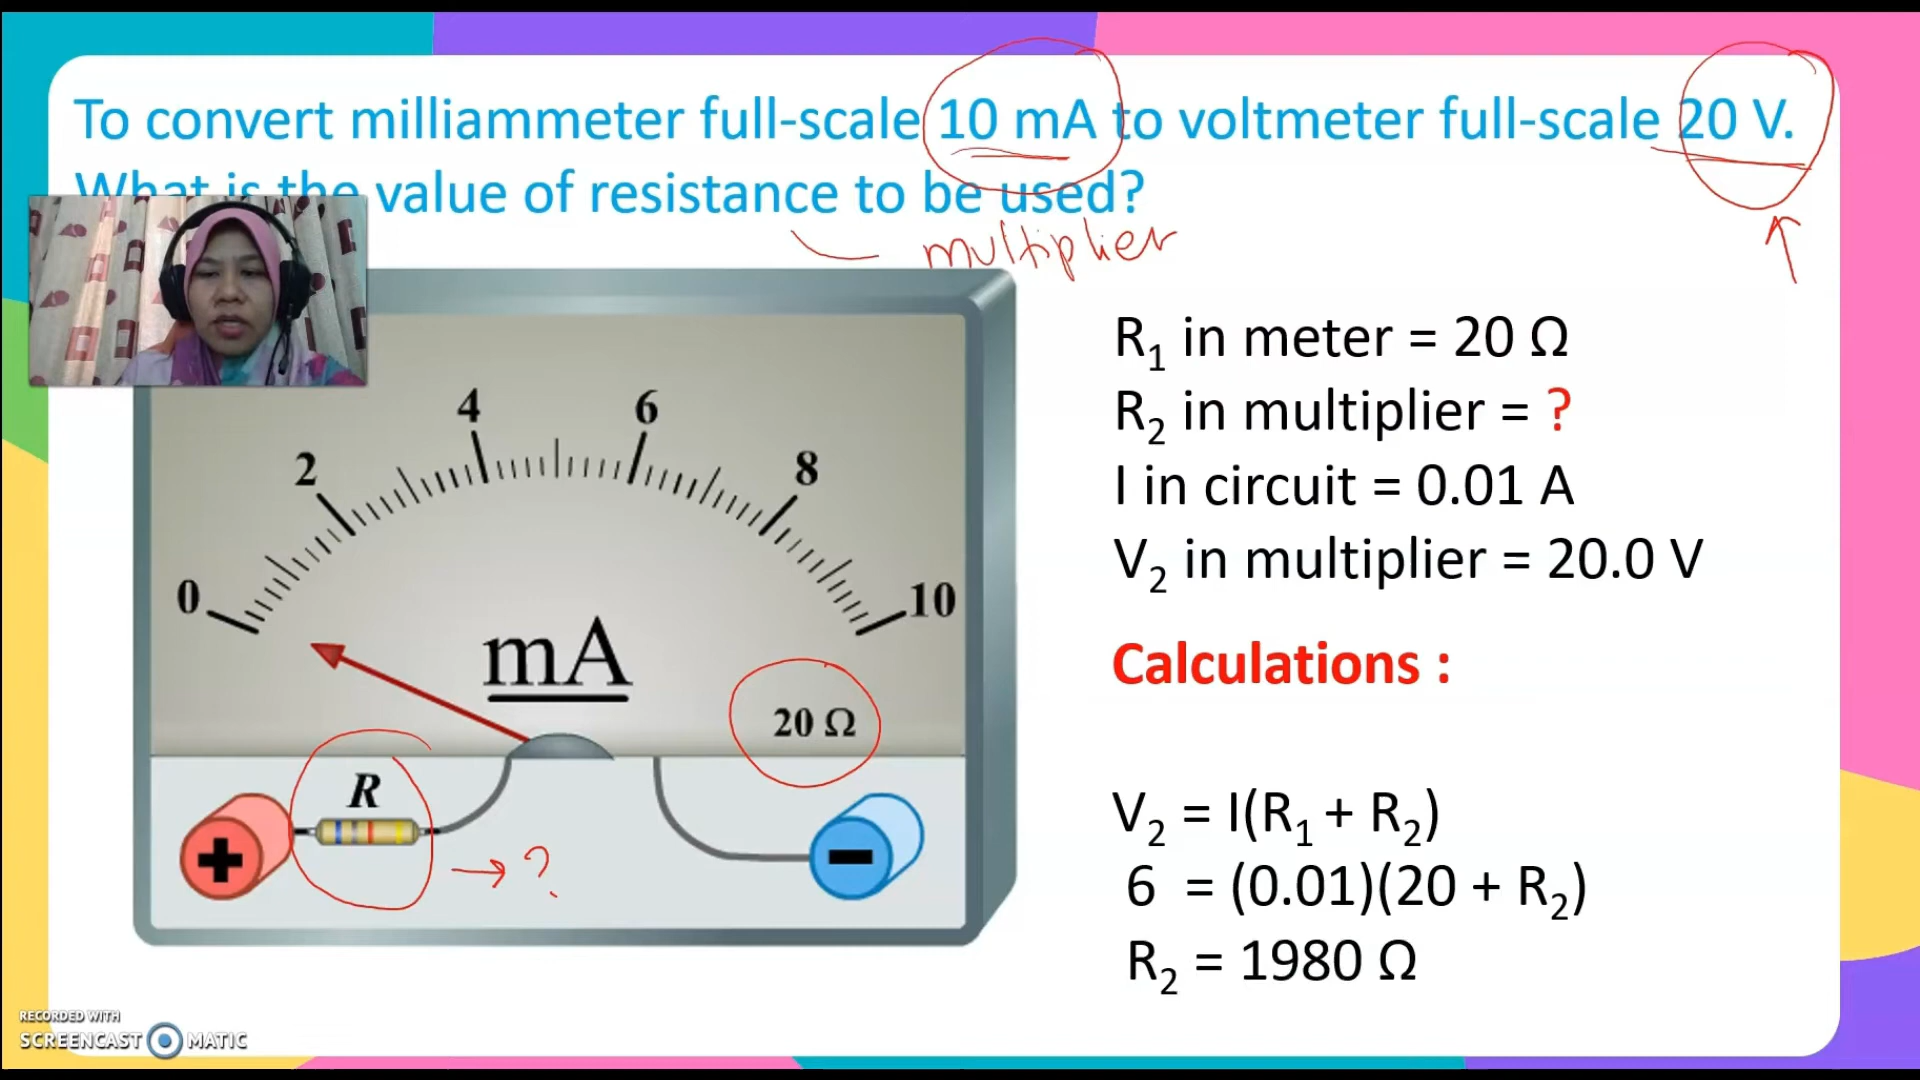 To convert milliammeter full-scale 10 mA to voltmeter full-scale 20 V.
What is the value of resistance to be used?
multiplier
R₁ in meter = 20 Ω
R₂ in multiplier = ?
I in circuit = 0.01 A
V₂ in multiplier = 20.0 V
Calculations :
V₂ = I(R₁ + R₂)
6 = (0.01)(20 + R₂)
R₂ = 1980 Ω
0 2 4 6 8 10
mA
20 Ω
R
+ −
→ ?
RECORDED WITH
SCREENCAST MATIC